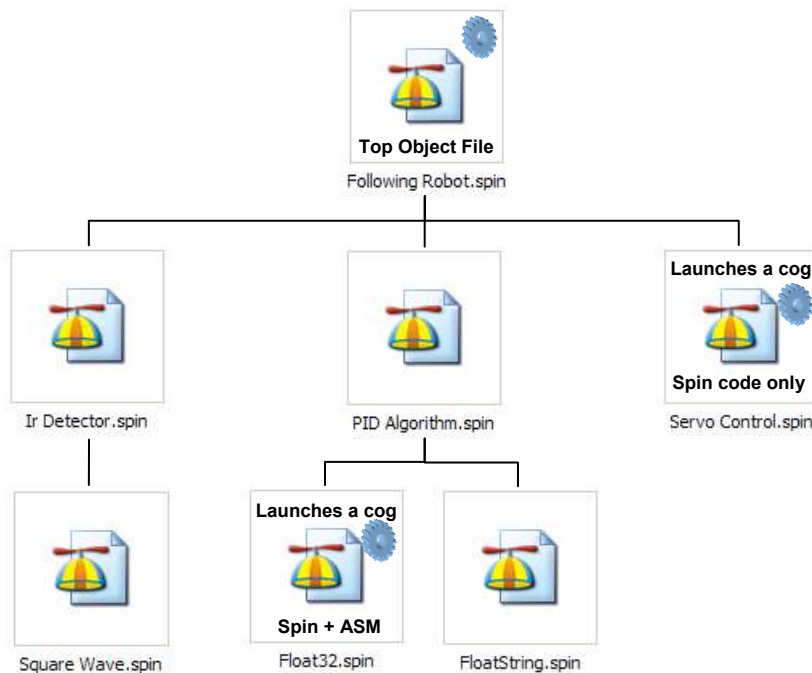 Top Object File
Following Robot.spin
Launches a cog
Spin code only
Ir Detector.spin
PID Algorithm.spin
Servo Control.spin
Launches a cog
Spin + ASM
Square Wave.spin
Float32.spin
FloatString.spin